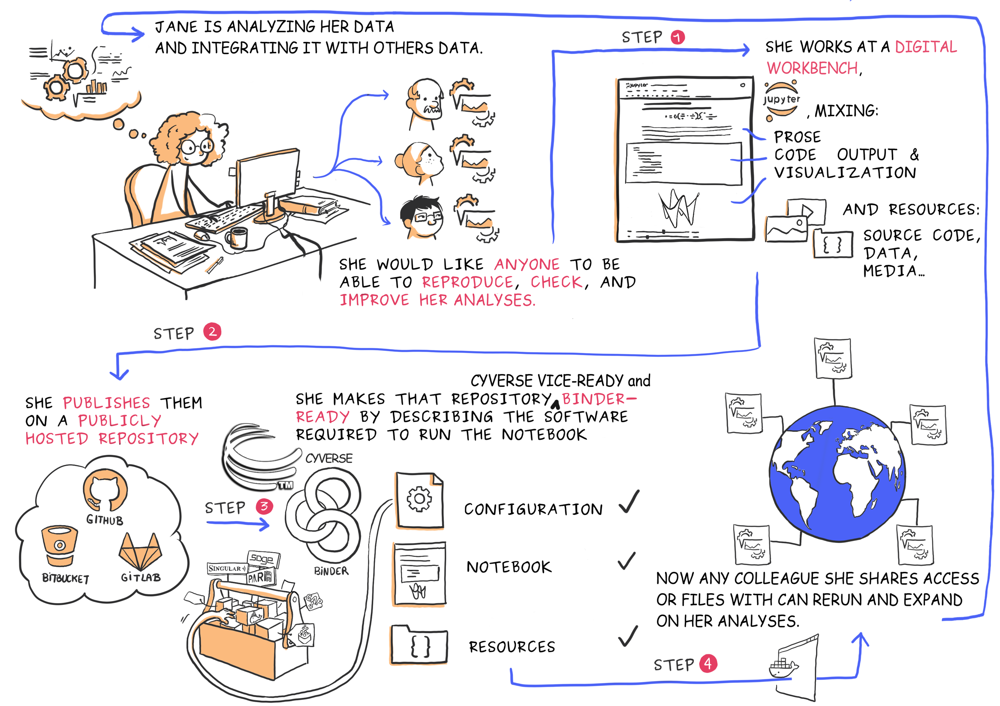 JANE IS ANALYZING HER DATA
AND INTEGRATING IT WITH OTHERS DATA.
SHE WOULD LIKE ANYONE TO BE
ABLE TO REPRODUCE, CHECK, AND
IMPROVE HER ANALYSES.
STEP 1
SHE WORKS AT A DIGITAL
WORKBENCH,
jupyter
, MIXING:
jupyter
PROSE
CODE OUTPUT &
VISUALIZATION
AND RESOURCES:
SOURCE CODE,
DATA,
MEDIA...
{ }
STEP 2
SHE PUBLISHES THEM
ON A PUBLICLY
HOSTED REPOSITORY
GITHUB
BITBUCKET
GITLAB
STEP 3
CYVERSE VICE-READY and
SHE MAKES THAT REPOSITORY BINDER-
READY BY DESCRIBING THE SOFTWARE
REQUIRED TO RUN THE NOTEBOOK
CYVERSE
TM
BINDER
sage
SINGULAR
PARI
GAP
4
CONFIGURATION
NOTEBOOK
{ }
RESOURCES
STEP 4
NOW ANY COLLEAGUE SHE SHARES ACCESS
OR FILES WITH CAN RERUN AND EXPAND
ON HER ANALYSES.